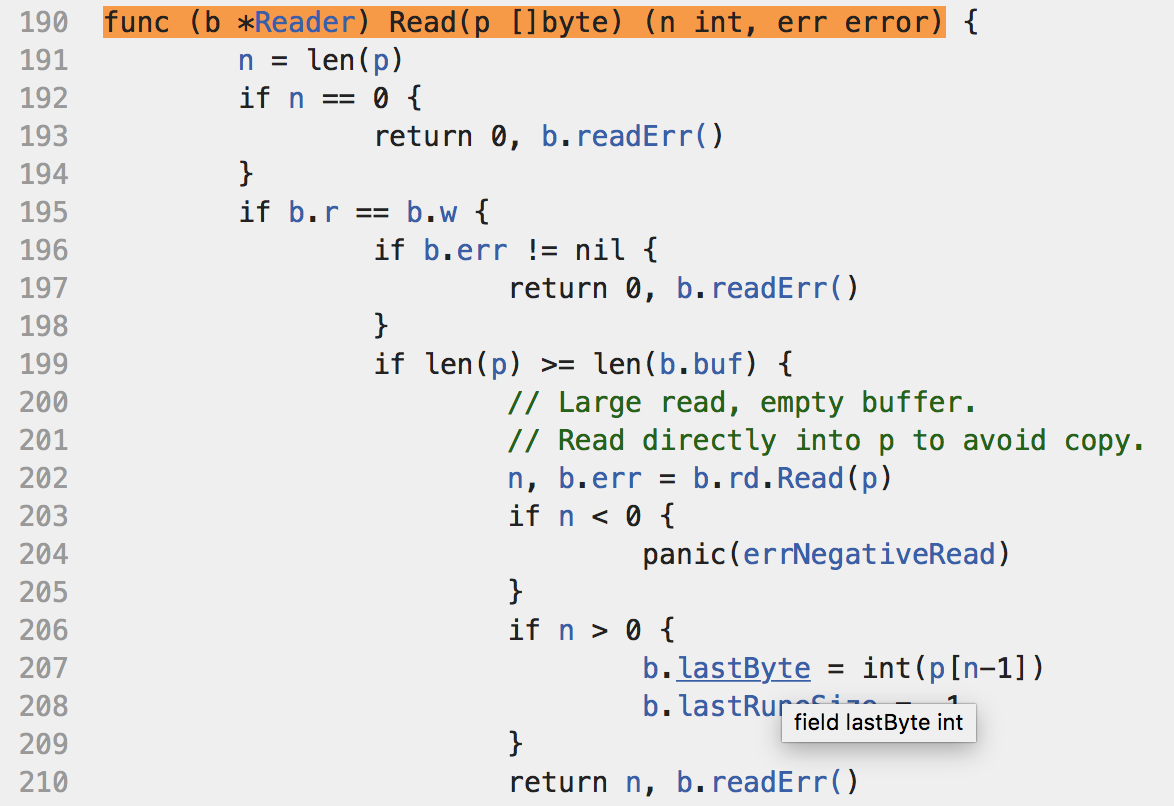 190 func (b *Reader) Read(p []byte) (n int, err error) {
191 n = len(p)
192 if n == 0 {
193 return 0, b.readErr()
194 }
195 if b.r == b.w {
196 if b.err != nil {
197 return 0, b.readErr()
198 }
199 if len(p) >= len(b.buf) {
200 // Large read, empty buffer.
201 // Read directly into p to avoid copy.
202 n, b.err = b.rd.Read(p)
203 if n < 0 {
204 panic(errNegativeRead)
205 }
206 if n > 0 {
207 b.lastByte = int(p[n-1])
208 b.lastRuneSize = -1
field lastByte int
209 }
210 return n, b.readErr()